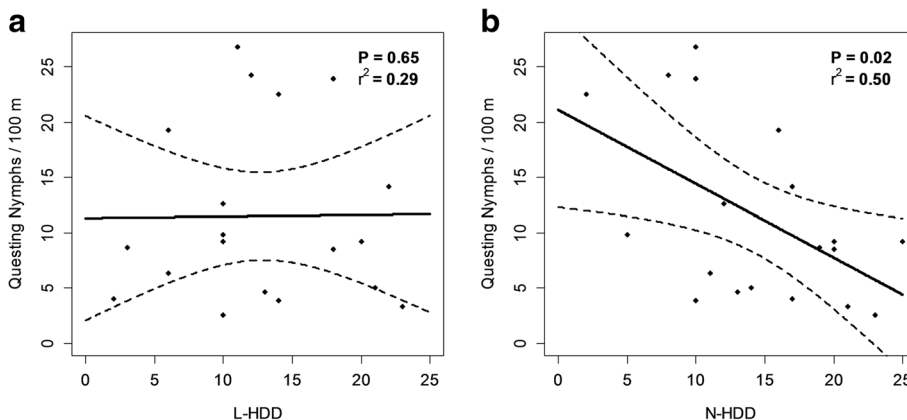 a
P = 0.65
r² = 0.29
Questing Nymphs / 100 m
25
20
15
10
5
0
0 5 10 15 20 25
L-HDD
b
P = 0.02
r² = 0.50
Questing Nymphs / 100 m
25
20
15
10
5
0
0 5 10 15 20 25
N-HDD